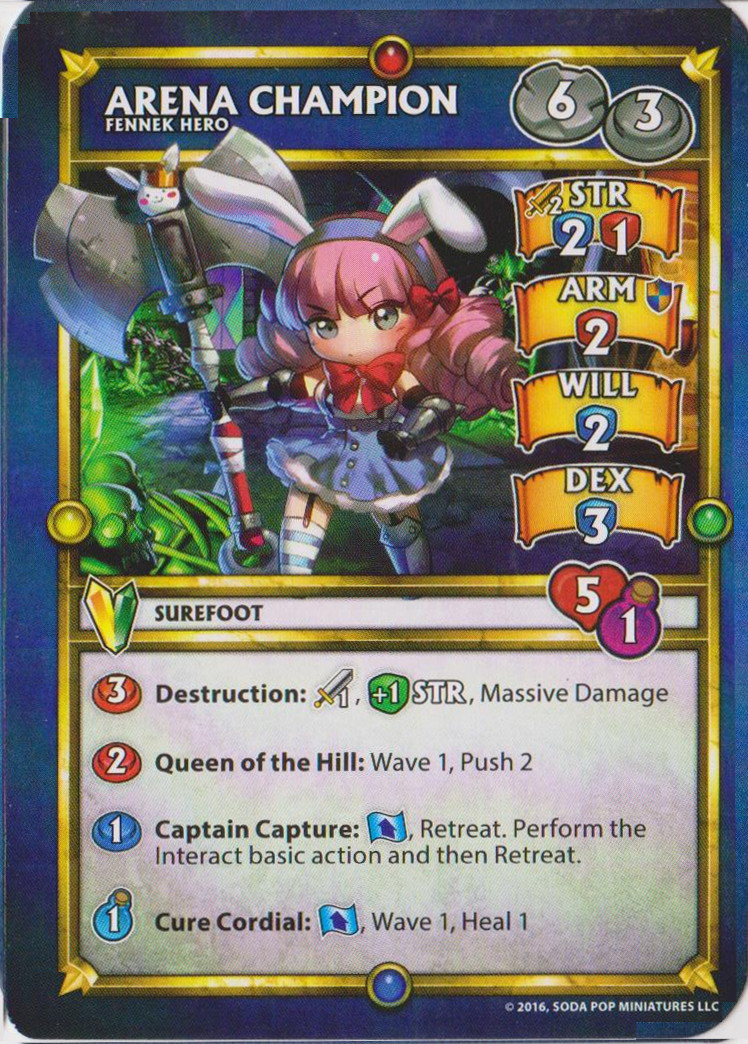 ARENA CHAMPION
FENNEK HERO
6
3
2 STR
2 1
ARM
2
WILL
2
DEX
3
SUREFOOT
5
1
3 Destruction: 1, +1 STR, Massive Damage
2 Queen of the Hill: Wave 1, Push 2
1 Captain Capture: , Retreat. Perform the
Interact basic action and then Retreat.
1 Cure Cordial: , Wave 1, Heal 1
© 2016, SODA POP MINIATURES LLC